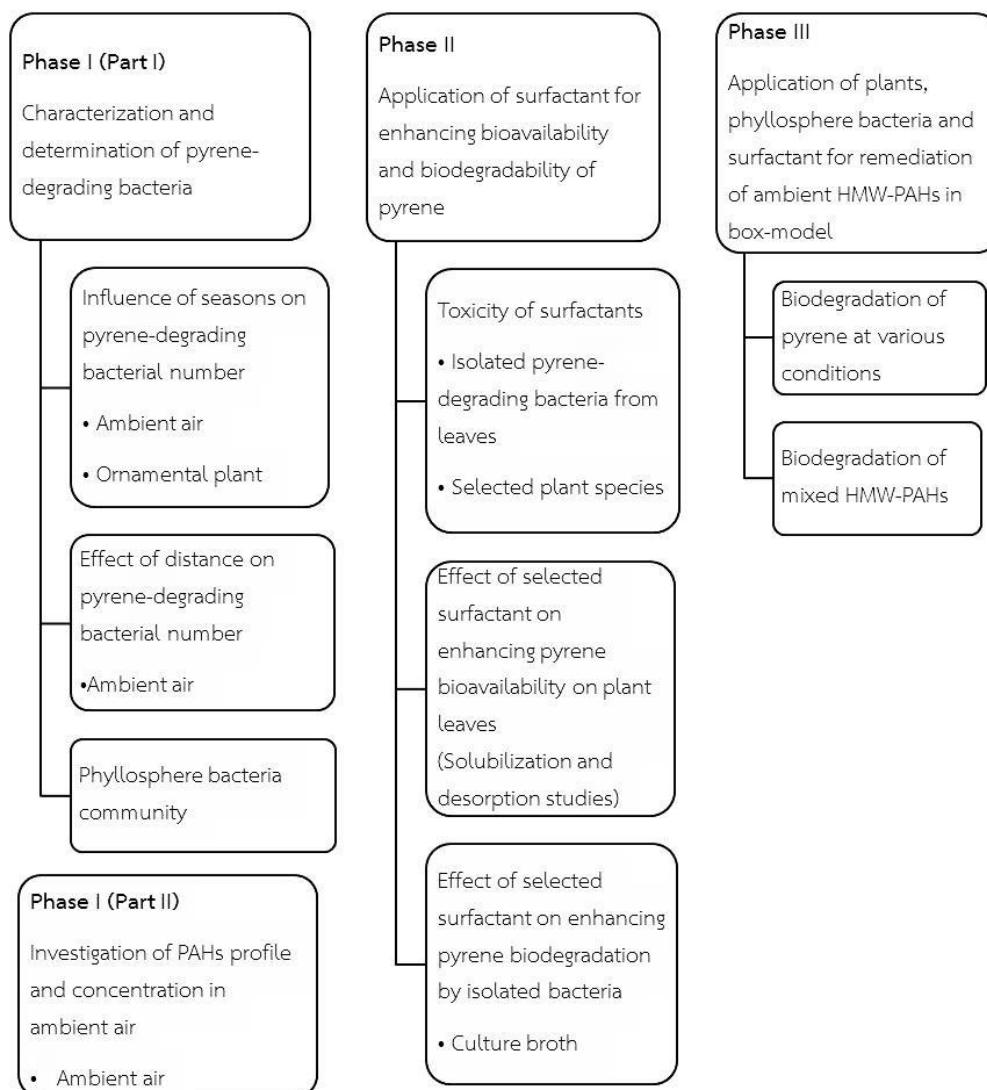 Phase I (Part I)
Characterization and
determination of pyrene-
degrading bacteria
Influence of seasons on
pyrene-degrading
bacterial number
• Ambient air
• Ornamental plant
Effect of distance on
pyrene-degrading
bacterial number
•Ambient air
Phyllosphere bacteria
community
Phase I (Part II)
Investigation of PAHs profile
and concentration in
ambient air
• Ambient air
Phase II
Application of surfactant for
enhancing bioavailability
and biodegradability of
pyrene
Toxicity of surfactants
• Isolated pyrene-
degrading bacteria from
leaves
• Selected plant species
Effect of selected
surfactant on
enhancing pyrene
bioavailability on plant
leaves
(Solubilization and
desorption studies)
Effect of selected
surfactant on enhancing
pyrene biodegradation
by isolated bacteria
• Culture broth
Phase III
Application of plants,
phyllosphere bacteria and
surfactant for remediation
of ambient HMW-PAHs in
box-model
Biodegradation of
pyrene at various
conditions
Biodegradation of
mixed HMW-PAHs